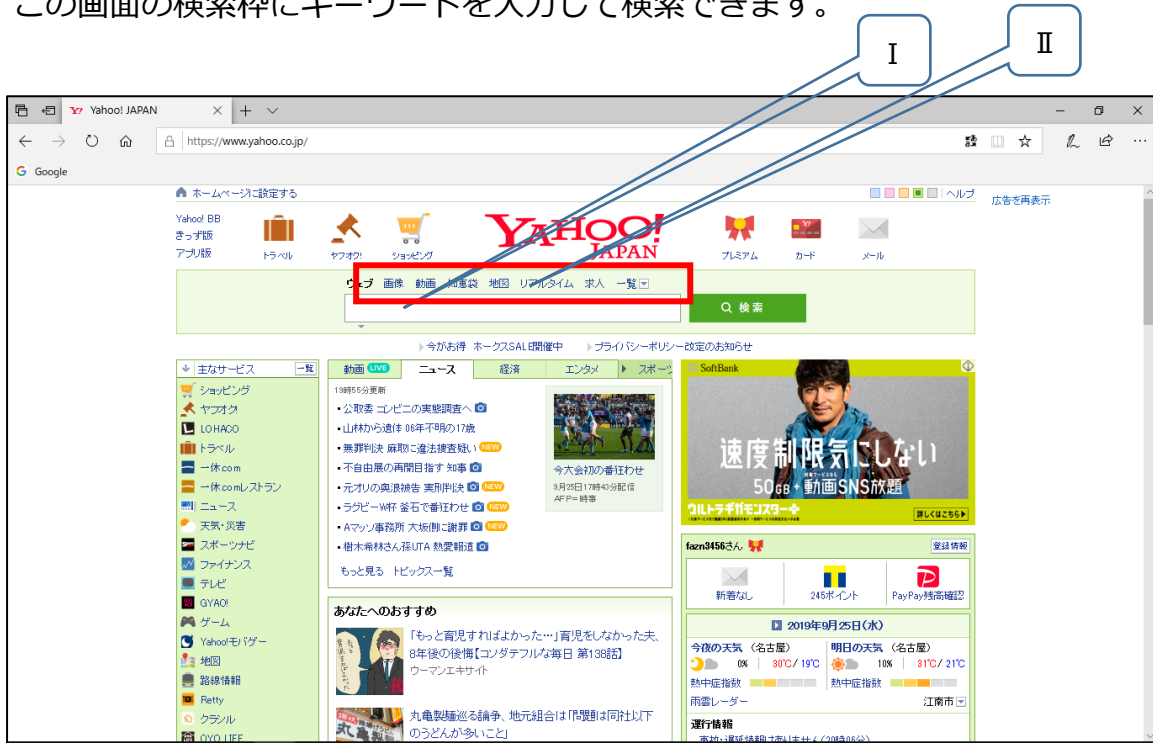 この画面の検索枠にキーワードを入力して検索できます。
Ⅰ
Ⅱ
Yahoo! JAPAN
https://www.yahoo.co.jp/
Google
ホームページに設定する
ヘルプ
広告を再表示
Yahoo! BB
きっず版
アプリ版
トラベル
ヤフオク!
ショッピング
YAHOO!
JAPAN
プレミアム
カード
メール
ウェブ 画像 動画 知恵袋 地図 リアルタイム 求人 一覧
検索
今がお得 ホークスSALE開催中
プライバシーポリシー改定のお知らせ
主なサービス 一覧
ショッピング
ヤフオク!
LOHACO
トラベル
一休.com
一休.comレストラン
ニュース
天気・災害
スポーツナビ
ファイナンス
テレビ
GYAO!
ゲーム
Yahoo!モバゲー
地図
路線情報
Retty
クラシル
OYO LIFE
動画 LIVE ニュース 経済 エンタメ スポーツ
19時55分更新
・公取委 コンビニの実態調査へ
・山林から遺体 06年不明の17歳
・無罪判決 麻取に違法捜査疑い NEW
・不自由展の再開目指す 知事
・元オリの奥浪被告 実刑判決 NEW
・ラグビーW杯 釜石で番狂わせ NEW
・Aマッソ事務所 大坂側に謝罪 NEW
・樹木希林さん孫UTA 熱愛報道
もっと見る トピックス一覧
今大会初の番狂わせ
9月25日17時43分配信
AFP=時事
あなたへのおすすめ
「もっと育児すればよかった…」育児をしなかった夫、
8年後の後悔【コンダテフルな毎日 第138話】
ウーマンエキサイト
丸亀製麺巡る論争、地元組合は「問題は同社以下
のうどんが多いこと」
SoftBank
速度制限気にしない
50GB+動画SNS放題
ウルトラギガモンスター+
詳しくはこちら
fazn3456さん
登録情報
新着なし
245ポイント
PayPay残高確認
2019年9月25日(水)
今夜の天気 (名古屋)
0% 30℃/19℃
熱中症指数
明日の天気 (名古屋)
10% 31℃/21℃
熱中症指数
雨雲レーダー
江南市
運行情報
事故・遅延情報はありません(20時06分)